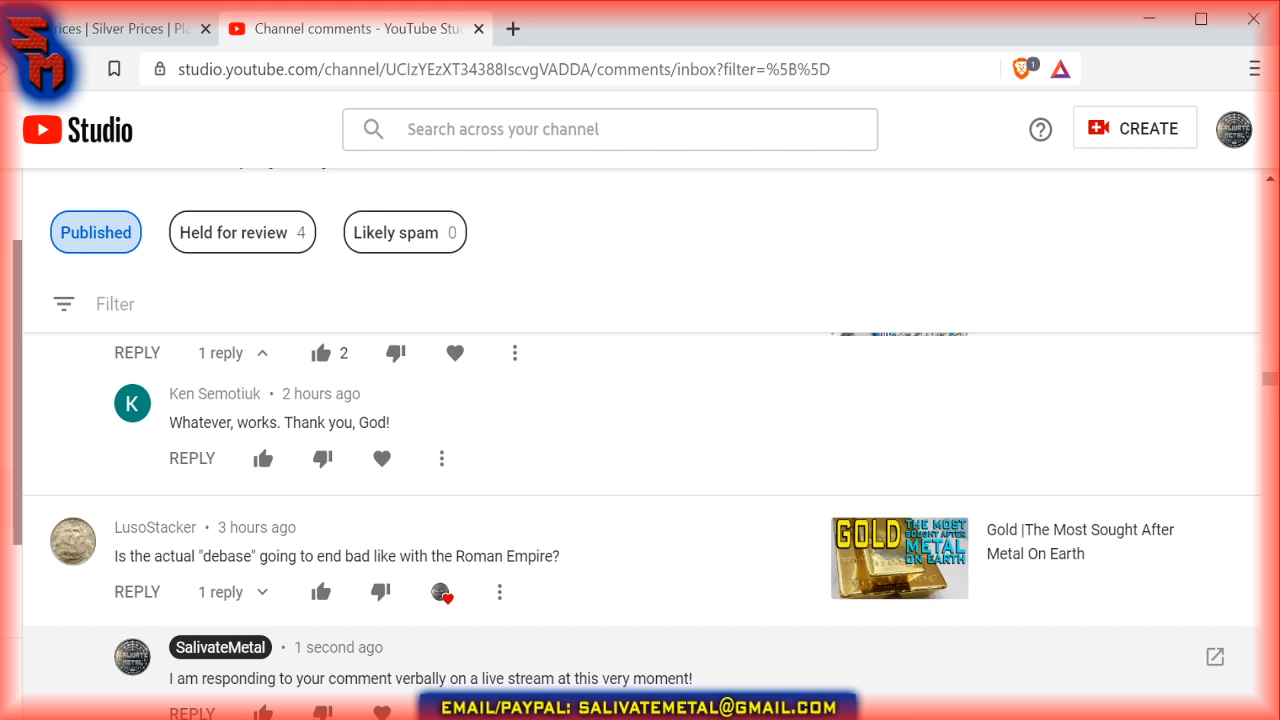 rices | Silver Prices | Pla
Channel comments - YouTube Stu
studio.youtube.com/channel/UCIzYEzXT34388IscvgVADDA/comments/inbox?filter=%5B%5D
1
Studio
Search across your channel
CREATE
Published
Held for review 4
Likely spam 0
Filter
REPLY 1 reply 2
K
Ken Semotiuk • 2 hours ago
Whatever, works. Thank you, God!
REPLY
LusoStacker • 3 hours ago
Is the actual "debase" going to end bad like with the Roman Empire?
REPLY 1 reply
GOLD THE MOST SOUGHT AFTER METAL ON EARTH
Gold |The Most Sought After
Metal On Earth
SalivateMetal • 1 second ago
I am responding to your comment verbally on a live stream at this very moment!
REPLY
EMAIL/PAYPAL: SALIVATEMETAL@GMAIL.COM
SM